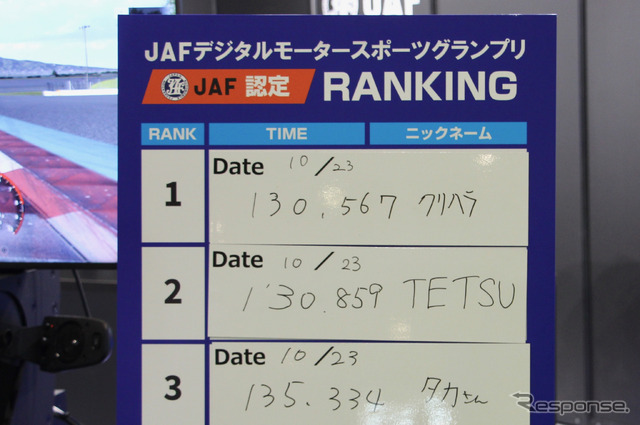 JAF
JAFデジタルモータースポーツグランプリ
JAF 認定 RANKING
RANK TIME ニックネーム
1 Date 10/23
130.567 クリハラ
2 Date 10/23
1'30.859 TETSU
3 Date 10/23
135.334 タカさん
Response.